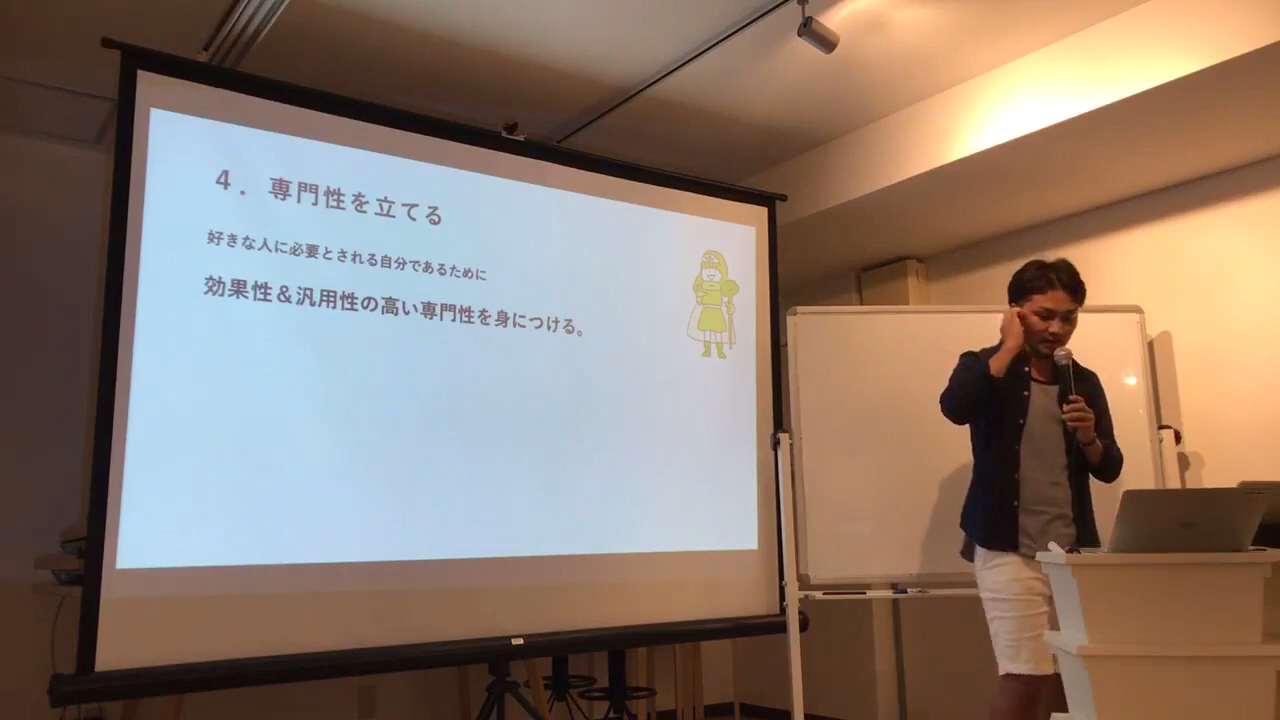 4．専門性を立てる
好きな人に必要とされる自分であるために
効果性＆汎用性の高い専門性を身につける。